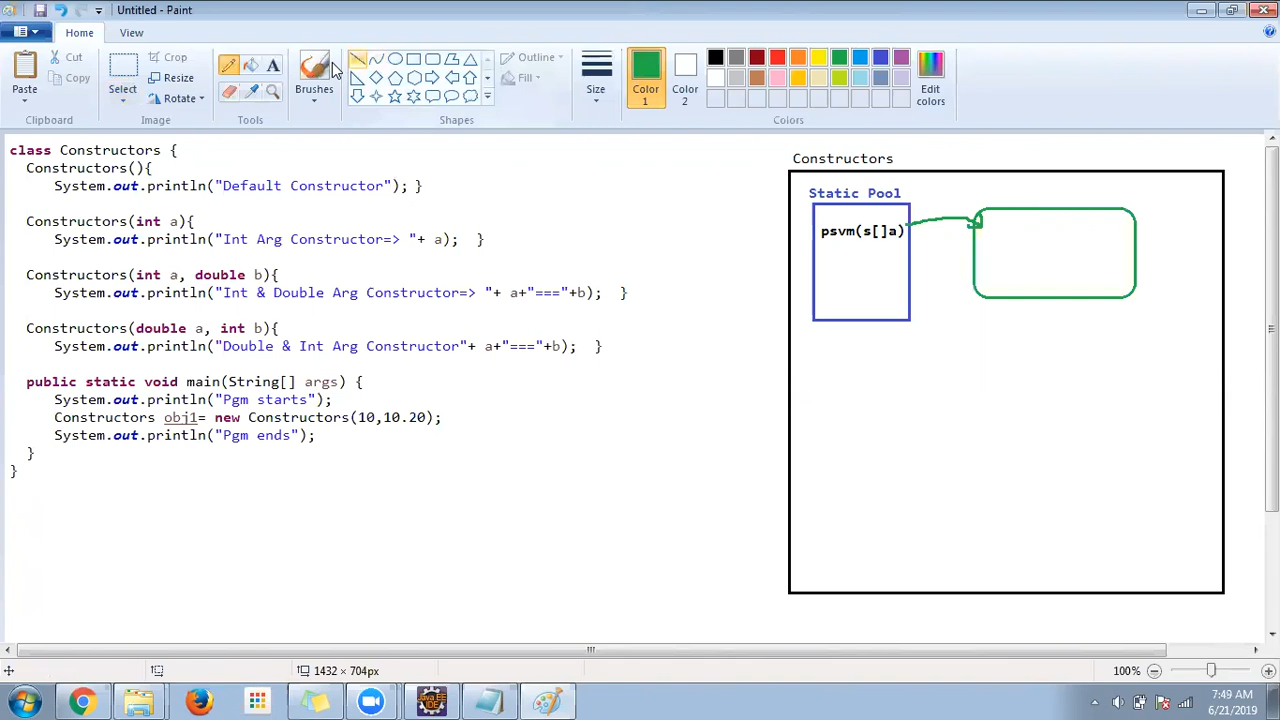 Untitled - Paint
Home
View
Paste
Cut
Copy
Clipboard
Select
Crop
Resize
Rotate
Image
Tools
Brushes
Outline
Fill
Shapes
Size
Color 1
Color 2
Edit colors
Colors
class Constructors {
Constructors(){
System.out.println("Default Constructor"); }
Constructors(int a){
System.out.println("Int Arg Constructor=> "+ a); }
Constructors(int a, double b){
System.out.println("Int & Double Arg Constructor=> "+ a+"==="+b); }
Constructors(double a, int b){
System.out.println("Double & Int Arg Constructor"+ a+"==="+b); }
public static void main(String[] args) {
System.out.println("Pgm starts");
Constructors obj1= new Constructors(10,10.20);
System.out.println("Pgm ends");
}
}
Constructors
Static Pool
psvm(s[]a)
1432 × 704px
100%
Java EE
IDE
7:49 AM
6/21/2019